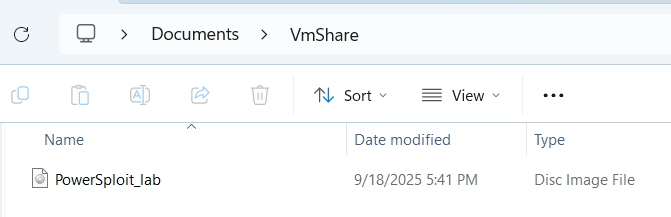 Documents VmShare
Sort View
Name Date modified Type
PowerSploit_lab 9/18/2025 5:41 PM Disc Image File